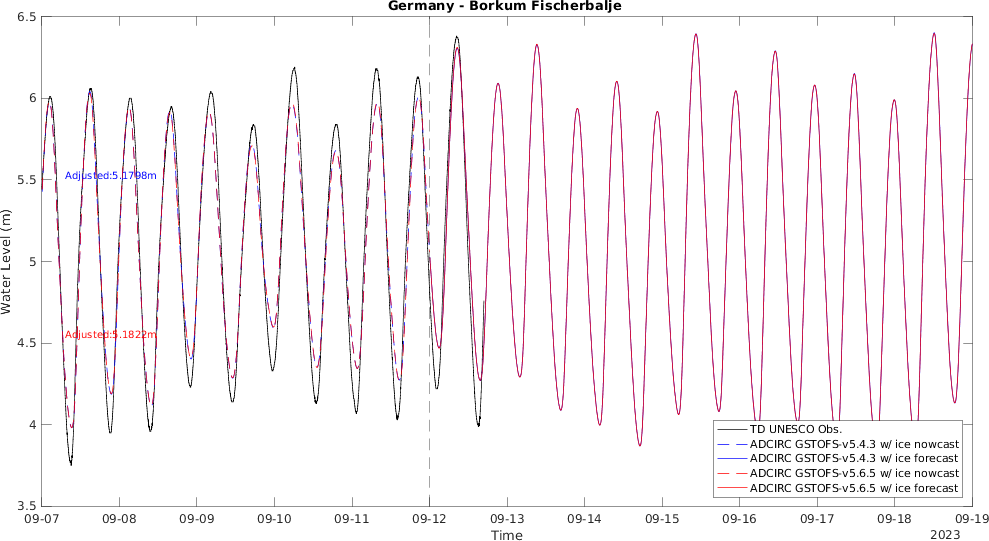 Germany - Borkum Fischerbalje
6.5
6
5.5
5
4.5
4
3.5
Water Level (m)
Adjusted:5.1798m
Adjusted:5.1822m
TD UNESCO Obs.
ADCIRC GSTOFS-v5.4.3 w/ ice nowcast
ADCIRC GSTOFS-v5.4.3 w/ ice forecast
ADCIRC GSTOFS-v5.6.5 w/ ice nowcast
ADCIRC GSTOFS-v5.6.5 w/ ice forecast
09-07 09-08 09-09 09-10 09-11 09-12 09-13 09-14 09-15 09-16 09-17 09-18 09-19
Time
2023